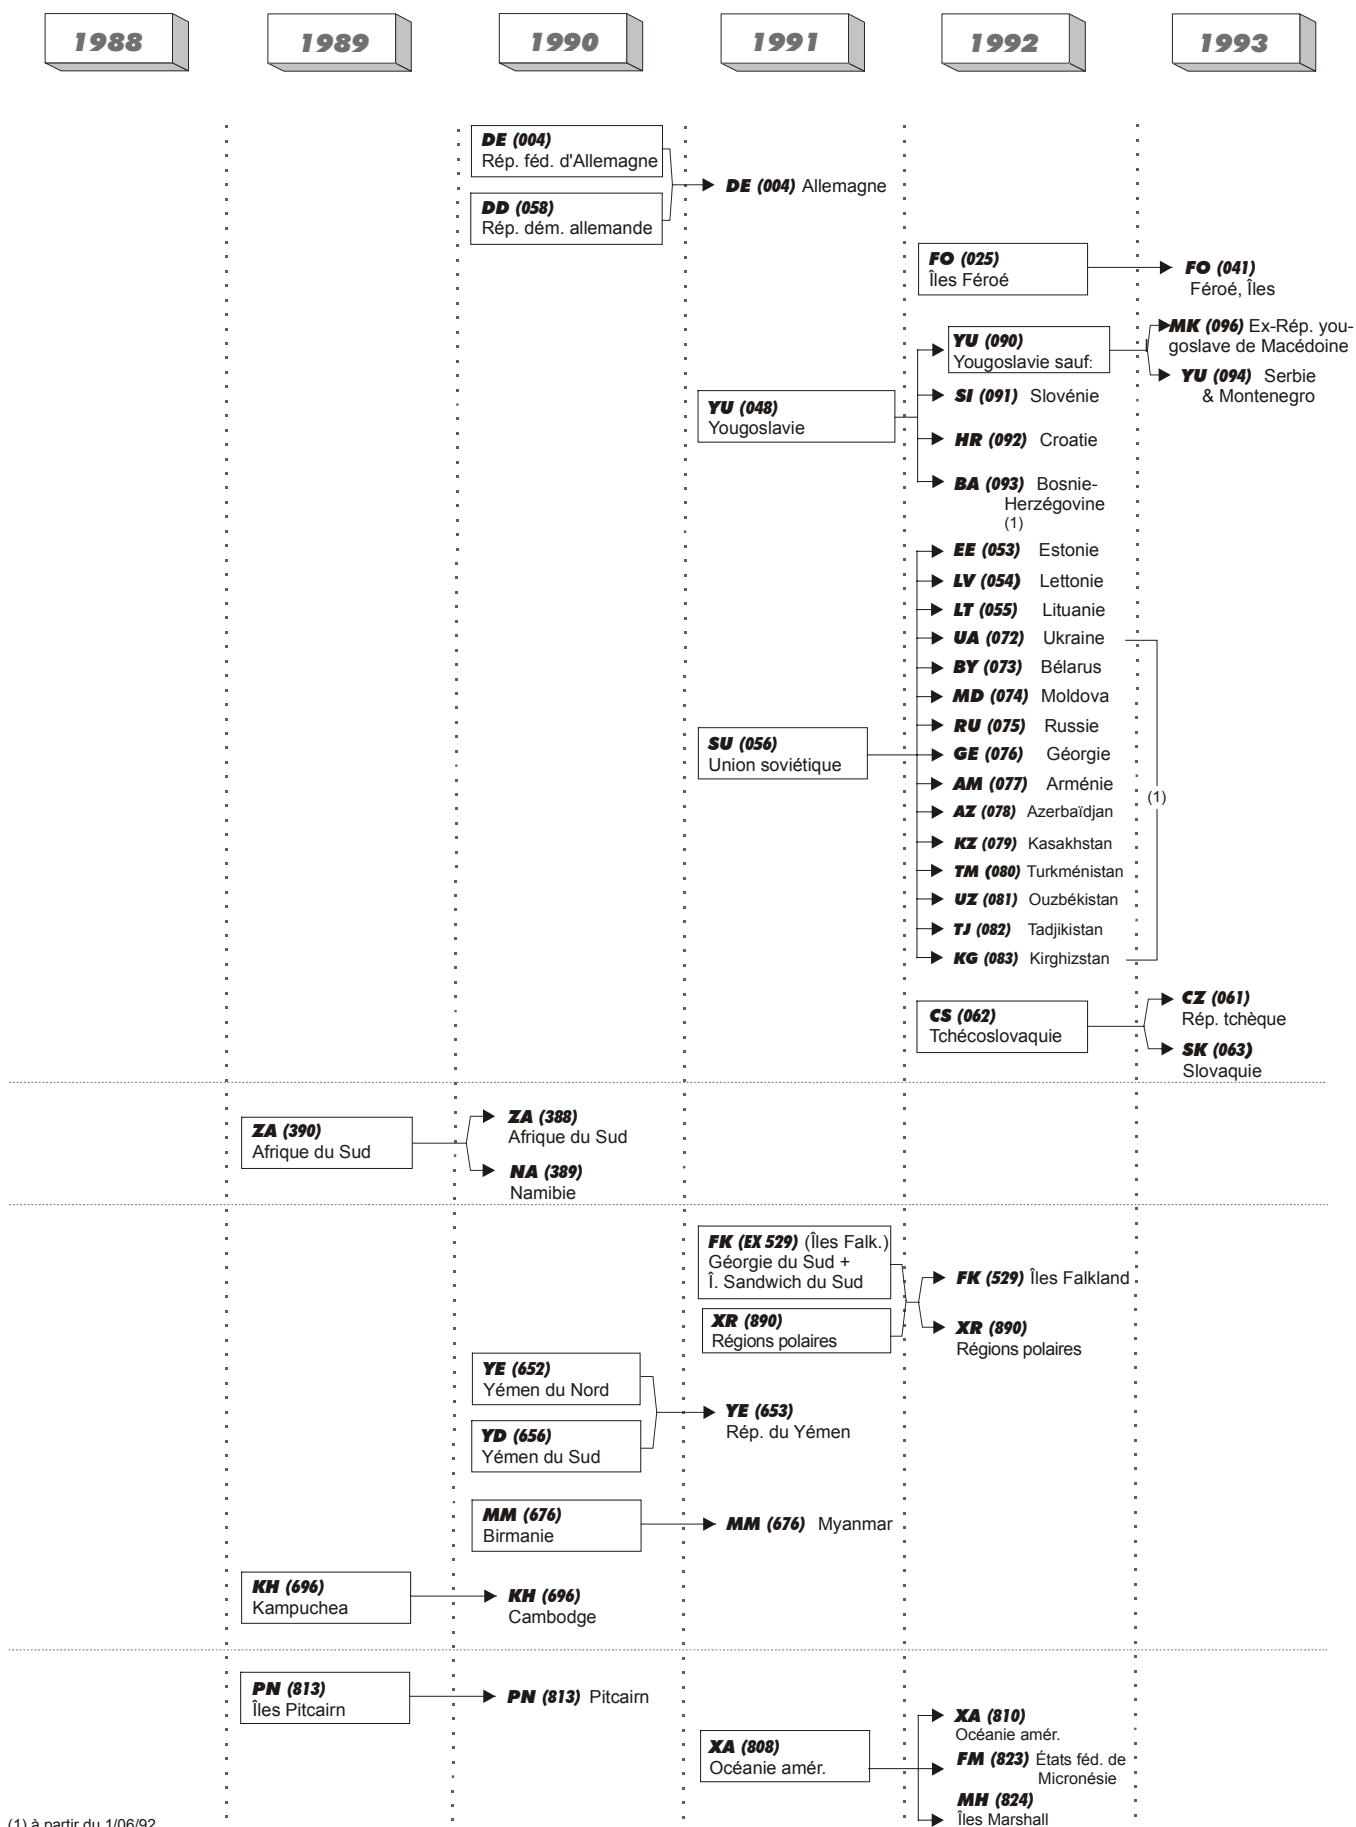 1988
1989
1990
1991
1992
1993
DE (004)
Rép. féd. d'Allemagne
DD (058)
Rép. dém. allemande
DE (004) Allemagne
FO (025)
Îles Féroé
FO (041)
Féroé, Îles
YU (048)
Yougoslavie
YU (090)
Yougoslavie sauf:
MK (096) Ex-Rép. you-
goslave de Macédoine
YU (094) Serbie
& Montenegro
SI (091) Slovénie
HR (092) Croatie
BA (093) Bosnie-
Herzégovine
(1)
SU (056)
Union soviétique
EE (053) Estonie
LV (054) Lettonie
LT (055) Lituanie
UA (072) Ukraine
BY (073) Bélarus
MD (074) Moldova
RU (075) Russie
GE (076) Géorgie
AM (077) Arménie
AZ (078) Azerbaïdjan
KZ (079) Kasakhstan
TM (080) Turkménistan
UZ (081) Ouzbékistan
TJ (082) Tadjikistan
KG (083) Kirghizstan
(1)
CS (062)
Tchécoslovaquie
CZ (061)
Rép. tchèque
SK (063)
Slovaquie
ZA (390)
Afrique du Sud
ZA (388)
Afrique du Sud
NA (389)
Namibie
FK (EX 529) (Îles Falk.)
Géorgie du Sud +
Î. Sandwich du Sud
XR (890)
Régions polaires
FK (529) Îles Falkland
XR (890)
Régions polaires
YE (652)
Yémen du Nord
YD (656)
Yémen du Sud
YE (653)
Rép. du Yémen
MM (676)
Birmanie
MM (676) Myanmar
KH (696)
Kampuchea
KH (696)
Cambodge
PN (813)
Îles Pitcairn
PN (813) Pitcairn
XA (808)
Océanie amér.
XA (810)
Océanie amér.
FM (823) États féd. de
Micronésie
MH (824)
Îles Marshall
(1) à partir du 1/06/92